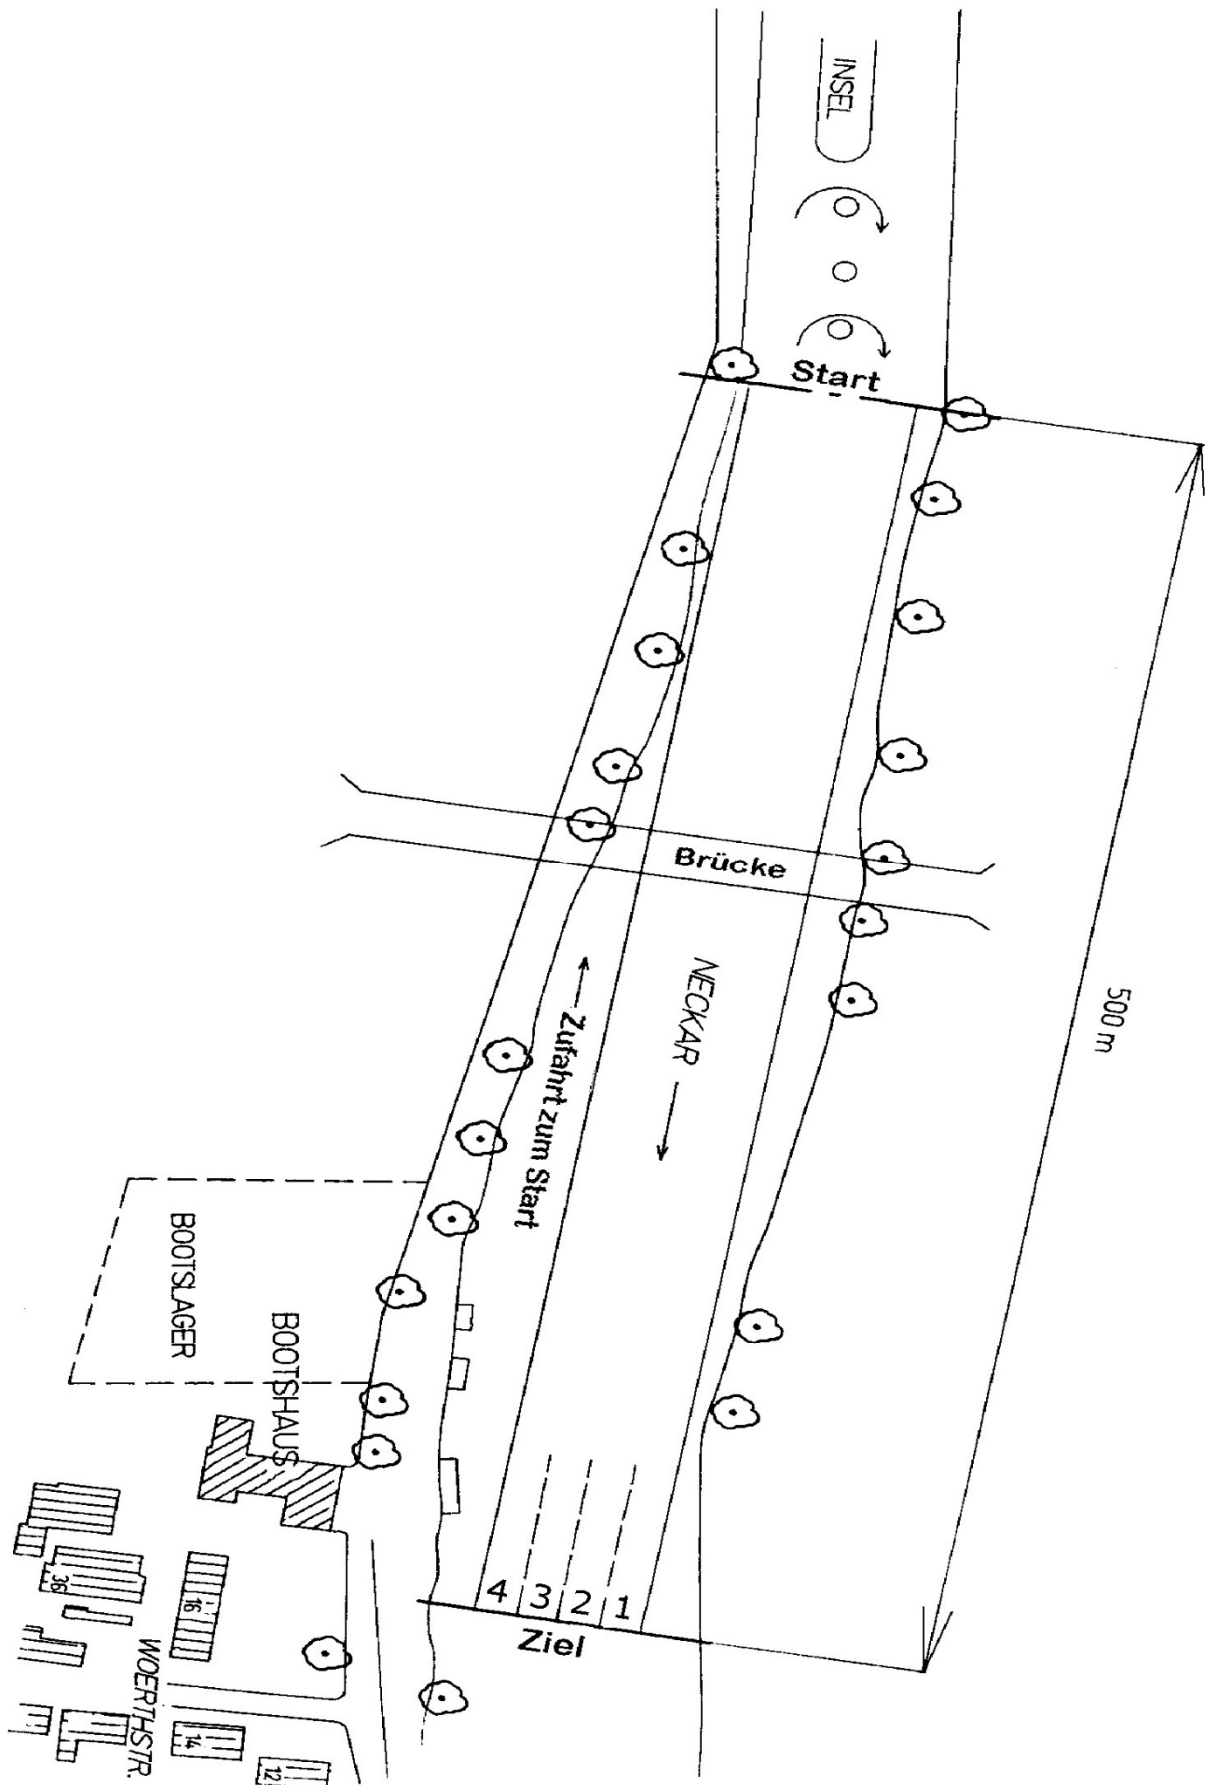 INSEL
Start
Brücke
NECKAR
500 m
Zufahrt zum Start
BOOTSLAGER
BOOTSHAUS
4 3 2 1
Ziel
36
16
WOERTHSTR.
14
12